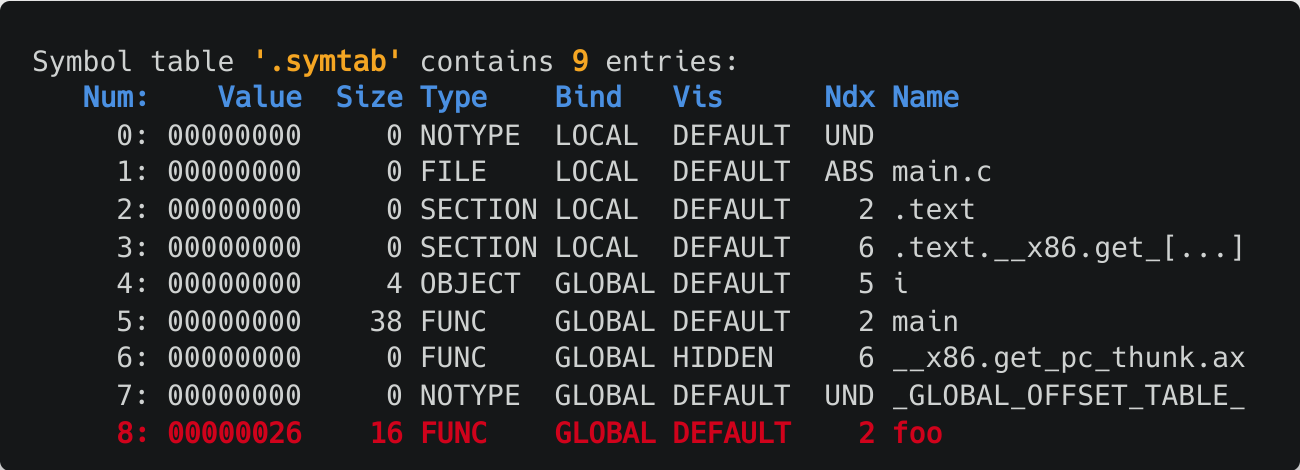 Symbol table '.symtab' contains 9 entries:
Num: Value Size Type Bind Vis Ndx Name
0: 00000000 0 NOTYPE LOCAL DEFAULT UND
1: 00000000 0 FILE LOCAL DEFAULT ABS main.c
2: 00000000 0 SECTION LOCAL DEFAULT 2 .text
3: 00000000 0 SECTION LOCAL DEFAULT 6 .text.__x86.get_[...]
4: 00000000 4 OBJECT GLOBAL DEFAULT 5 i
5: 00000000 38 FUNC GLOBAL DEFAULT 2 main
6: 00000000 0 FUNC GLOBAL HIDDEN 6 __x86.get_pc_thunk.ax
7: 00000000 0 NOTYPE GLOBAL DEFAULT UND _GLOBAL_OFFSET_TABLE_
8: 00000026 16 FUNC GLOBAL DEFAULT 2 foo